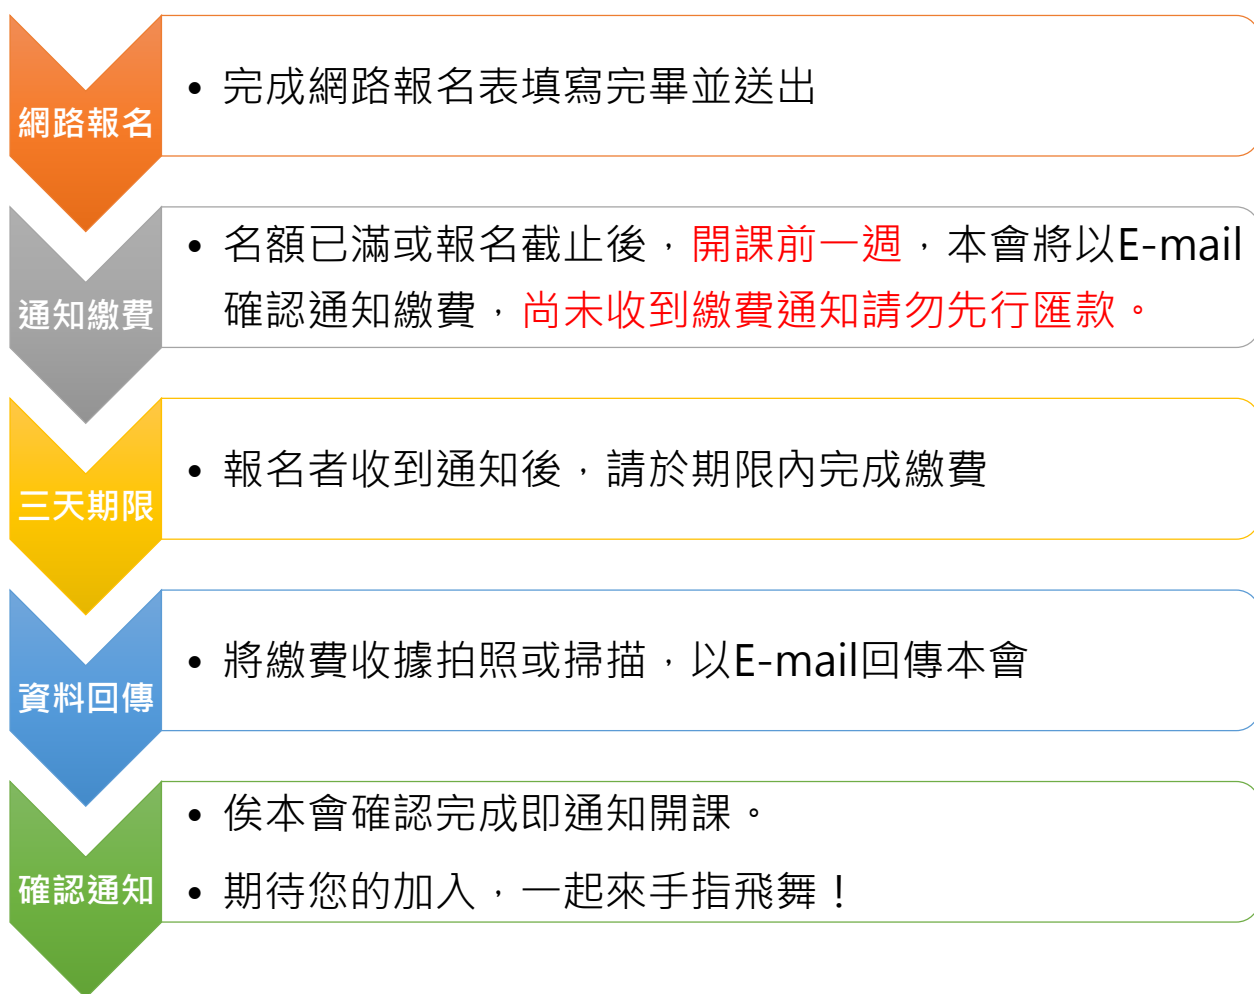 網路報名
• 完成網路報名表填寫完畢並送出
通知繳費
• 名額已滿或報名截止後，開課前一週，本會將以E-mail
確認通知繳費，尚未收到繳費通知請勿先行匯款。
三天期限
• 報名者收到通知後，請於期限內完成繳費
資料回傳
• 將繳費收據拍照或掃描，以E-mail回傳本會
確認通知
• 俟本會確認完成即通知開課。
• 期待您的加入，一起來手指飛舞！